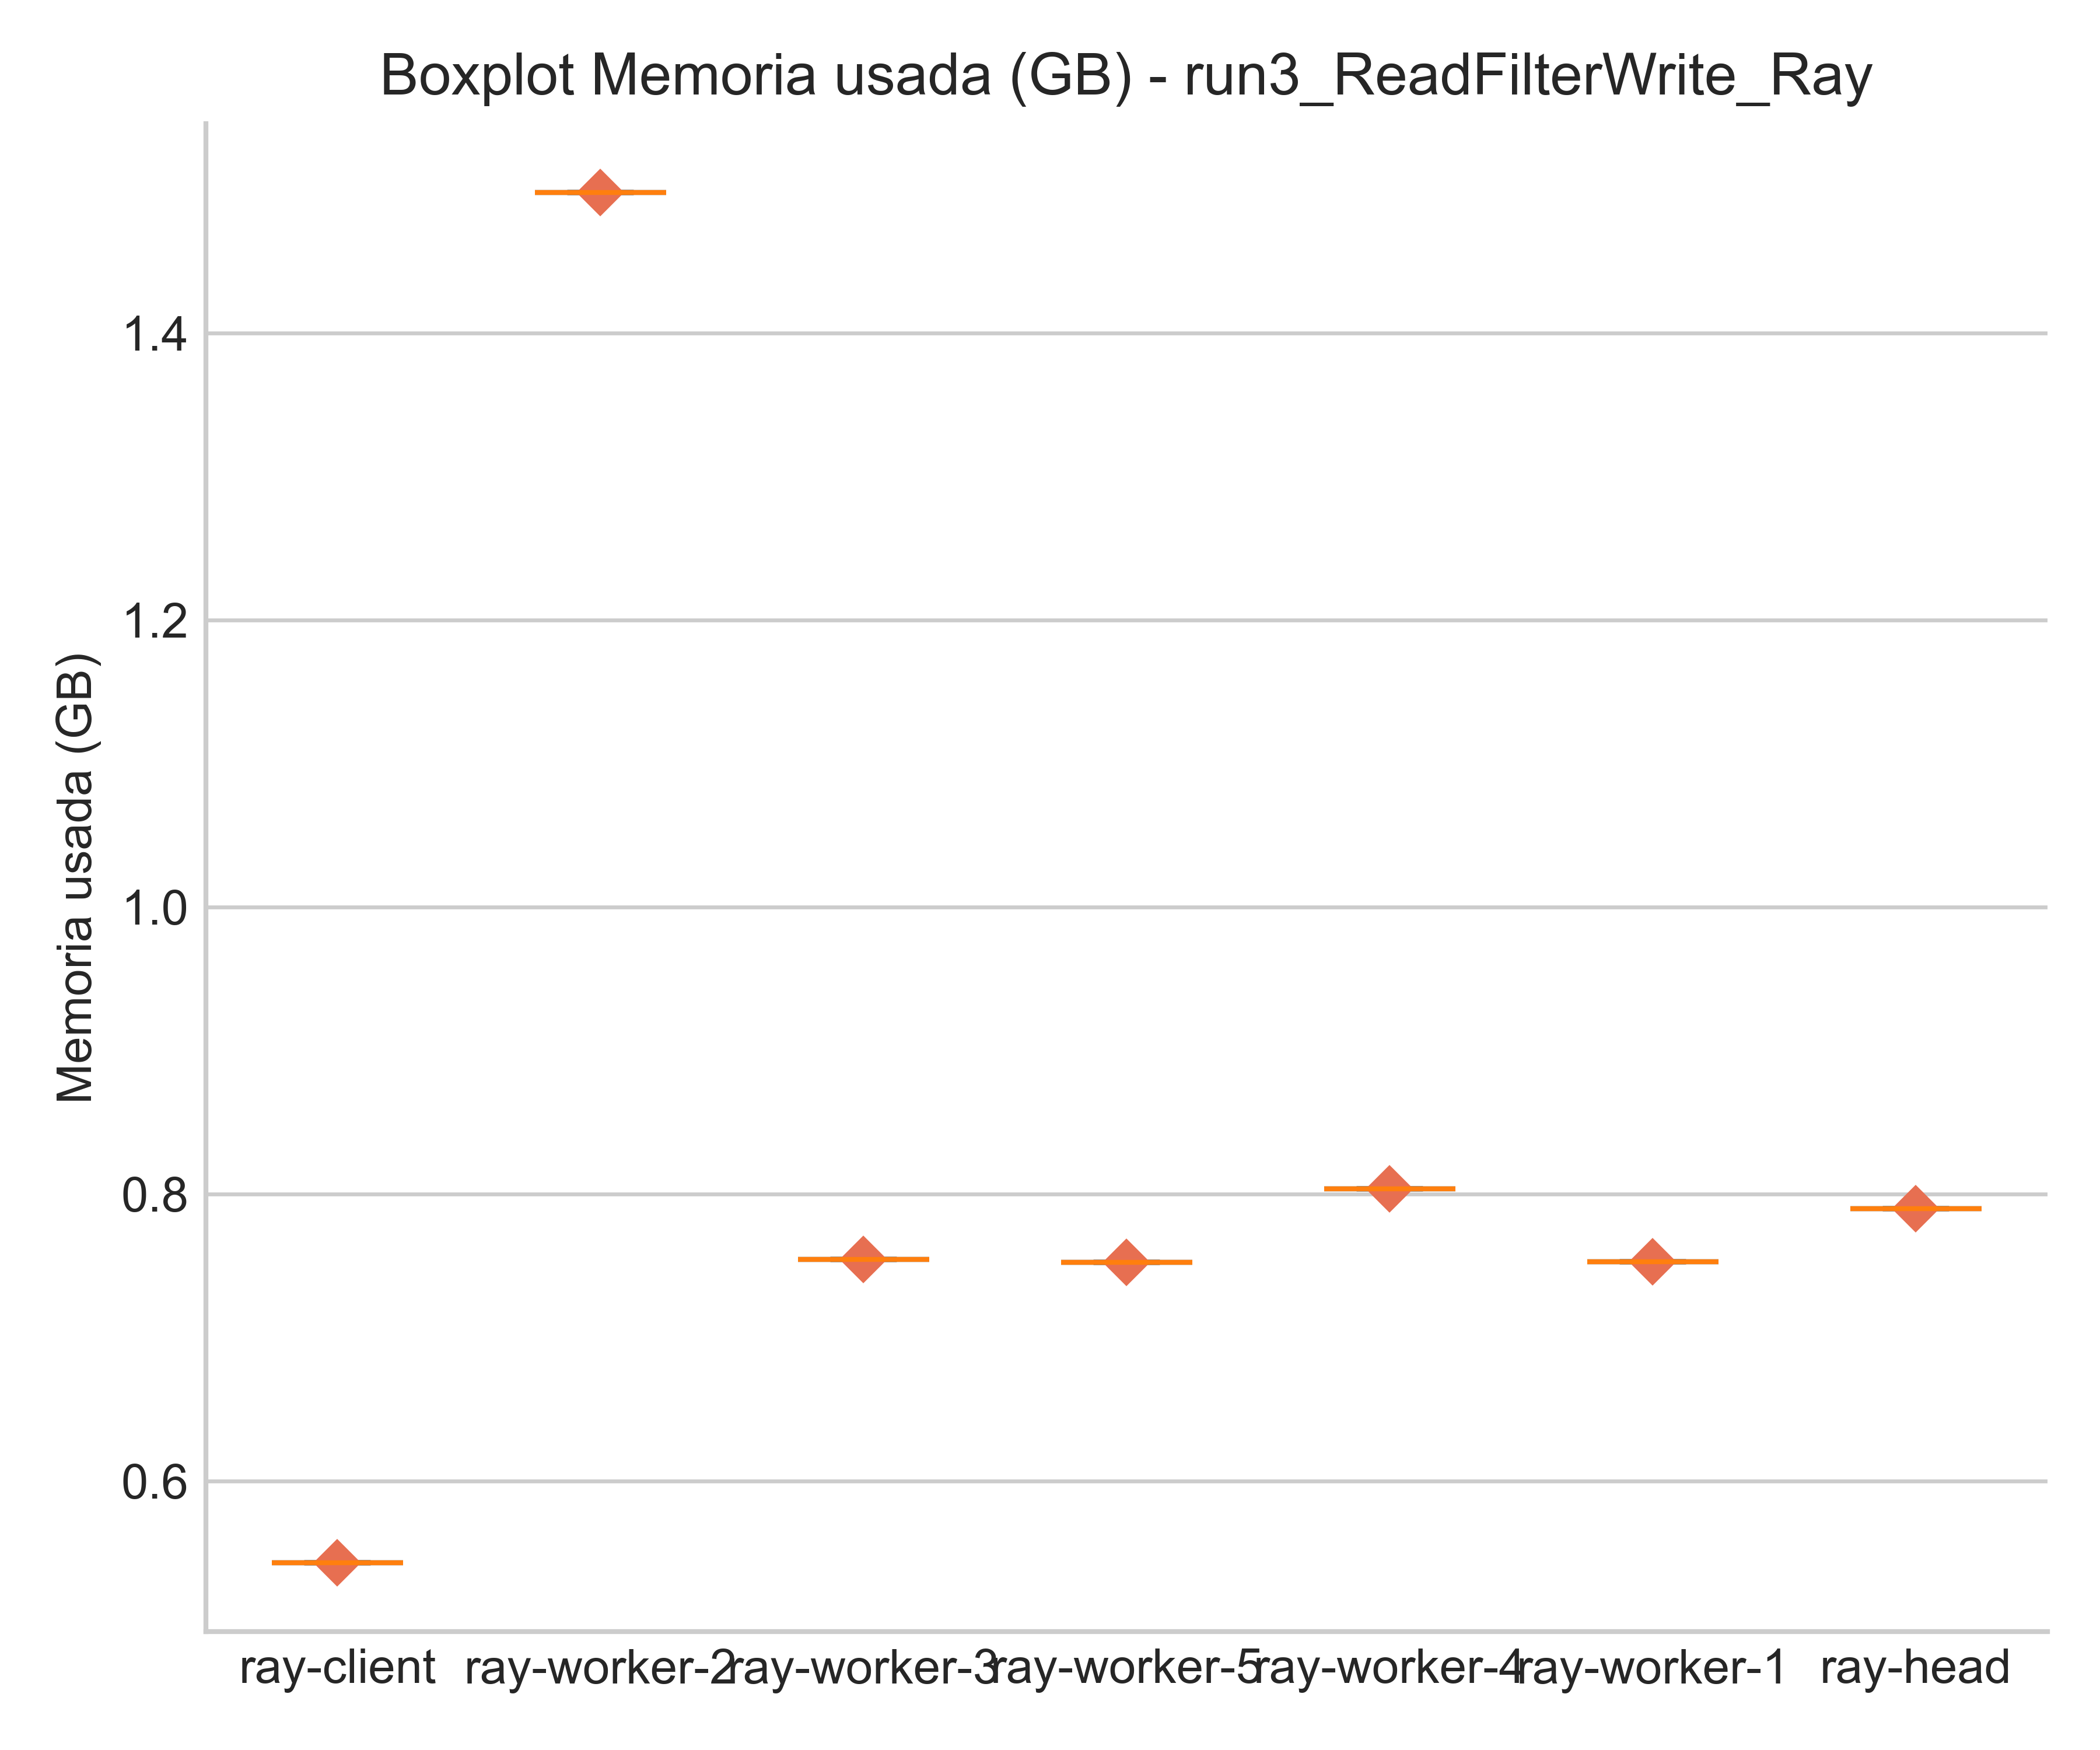 Boxplot Memoria usada (GB) - run3_ReadFilterWrite_Ray
Memoria usada (GB)
1.4
1.2
1.0
0.8
0.6
ray-client ray-worker-2 ray-worker-3 ray-worker-5 ray-worker-4 ray-worker-1 ray-head